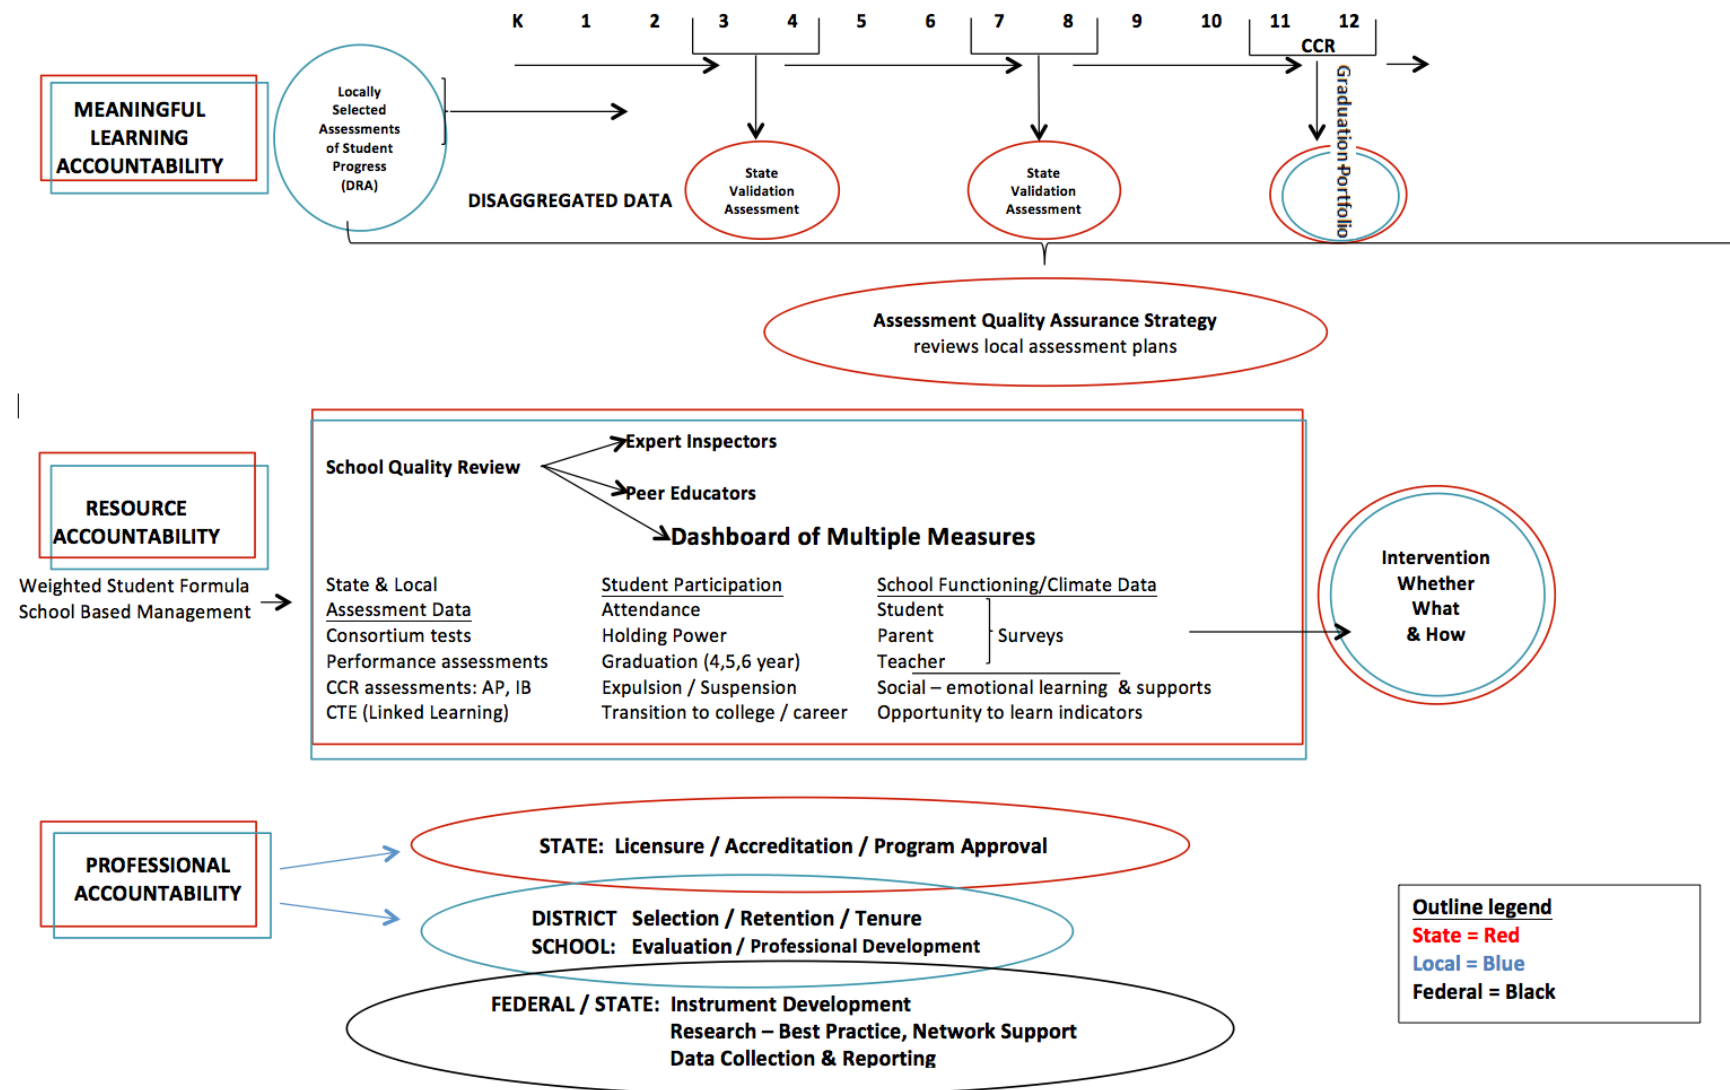 K 1 2 3 4 5 6 7 8 9 10 11 12
CCR
MEANINGFUL
LEARNING
ACCOUNTABILITY
Locally
Selected
Assessments
of Student
Progress
(DRA)
DISAGGREGATED DATA
State
Validation
Assessment
State
Validation
Assessment
Graduation Portfolio
Assessment Quality Assurance Strategy
reviews local assessment plans
RESOURCE
ACCOUNTABILITY
Weighted Student Formula
School Based Management
School Quality Review
Expert Inspectors
Peer Educators
Dashboard of Multiple Measures
State & Local
Assessment Data
Consortium tests
Performance assessments
CCR assessments: AP, IB
CTE (Linked Learning)
Student Participation
Attendance
Holding Power
Graduation (4,5,6 year)
Expulsion / Suspension
Transition to college / career
School Functioning/Climate Data
Student
Parent
Teacher
Surveys
Social – emotional learning & supports
Opportunity to learn indicators
Intervention
Whether
What
& How
PROFESSIONAL
ACCOUNTABILITY
STATE: Licensure / Accreditation / Program Approval
DISTRICT Selection / Retention / Tenure
SCHOOL: Evaluation / Professional Development
FEDERAL / STATE: Instrument Development
Research – Best Practice, Network Support
Data Collection & Reporting
Outline legend
State = Red
Local = Blue
Federal = Black